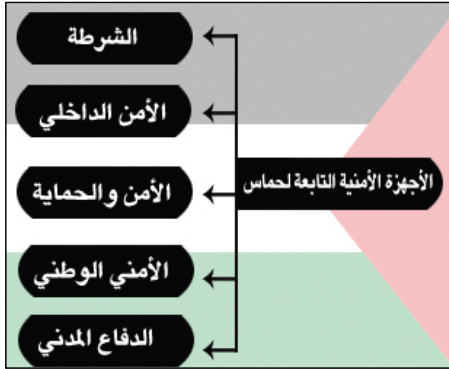 الأجهزة الأمنية التابعة لحماس
الشرطة
الأمن الداخلي
الأمن والحماية
الأمني الوطني
الدفاع المدني